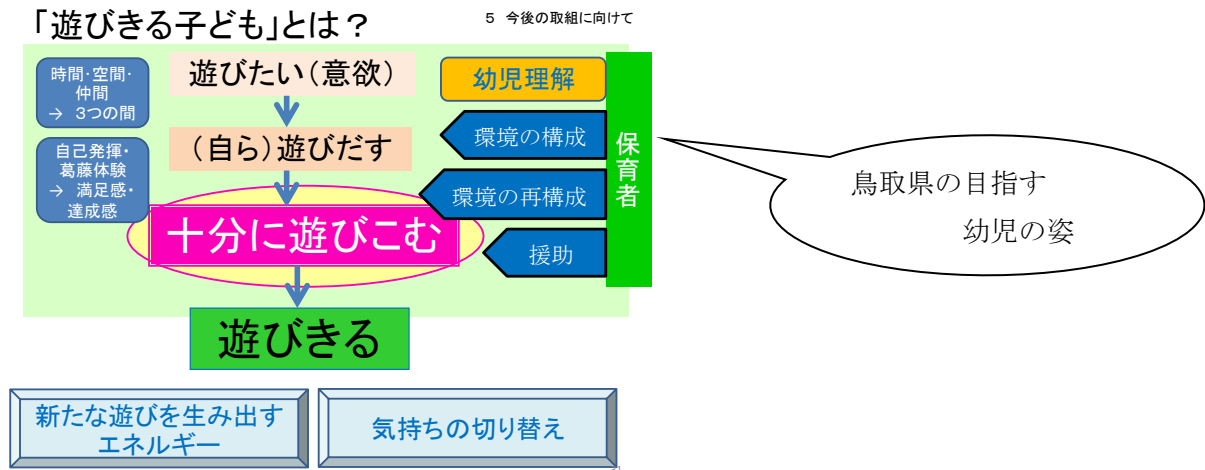 「遊びきる子ども」とは？
5 今後の取組に向けて
時間・空間・
仲間
→ 3つの間
自己発揮・
葛藤体験
→ 満足感・
達成感
遊びたい（意欲）
（自ら）遊びだす
十分に遊びこむ
遊びきる
幼児理解
環境の構成
環境の再構成
援助
保育者
鳥取県の目指す
幼児の姿
新たな遊びを生み出す
エネルギー
気持ちの切り替え